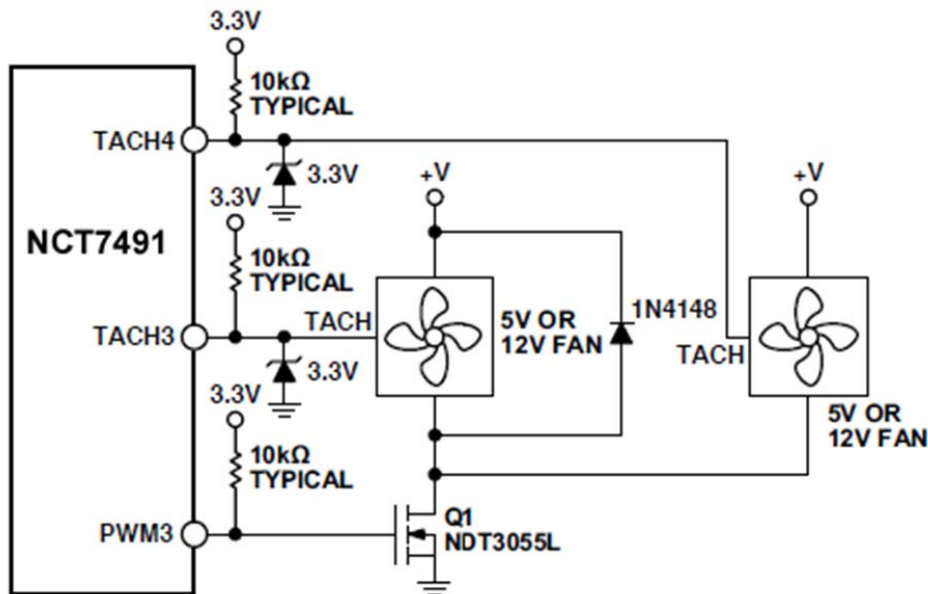 3.3V
10kΩ
TYPICAL
TACH4
3.3V
3.3V
+V
+V
NCT7491
10kΩ
TYPICAL
TACH
5V OR
12V FAN
1N4148
TACH3
TACH
3.3V
3.3V
5V OR
12V FAN
10kΩ
TYPICAL
Q1
NDT3055L
PWM3